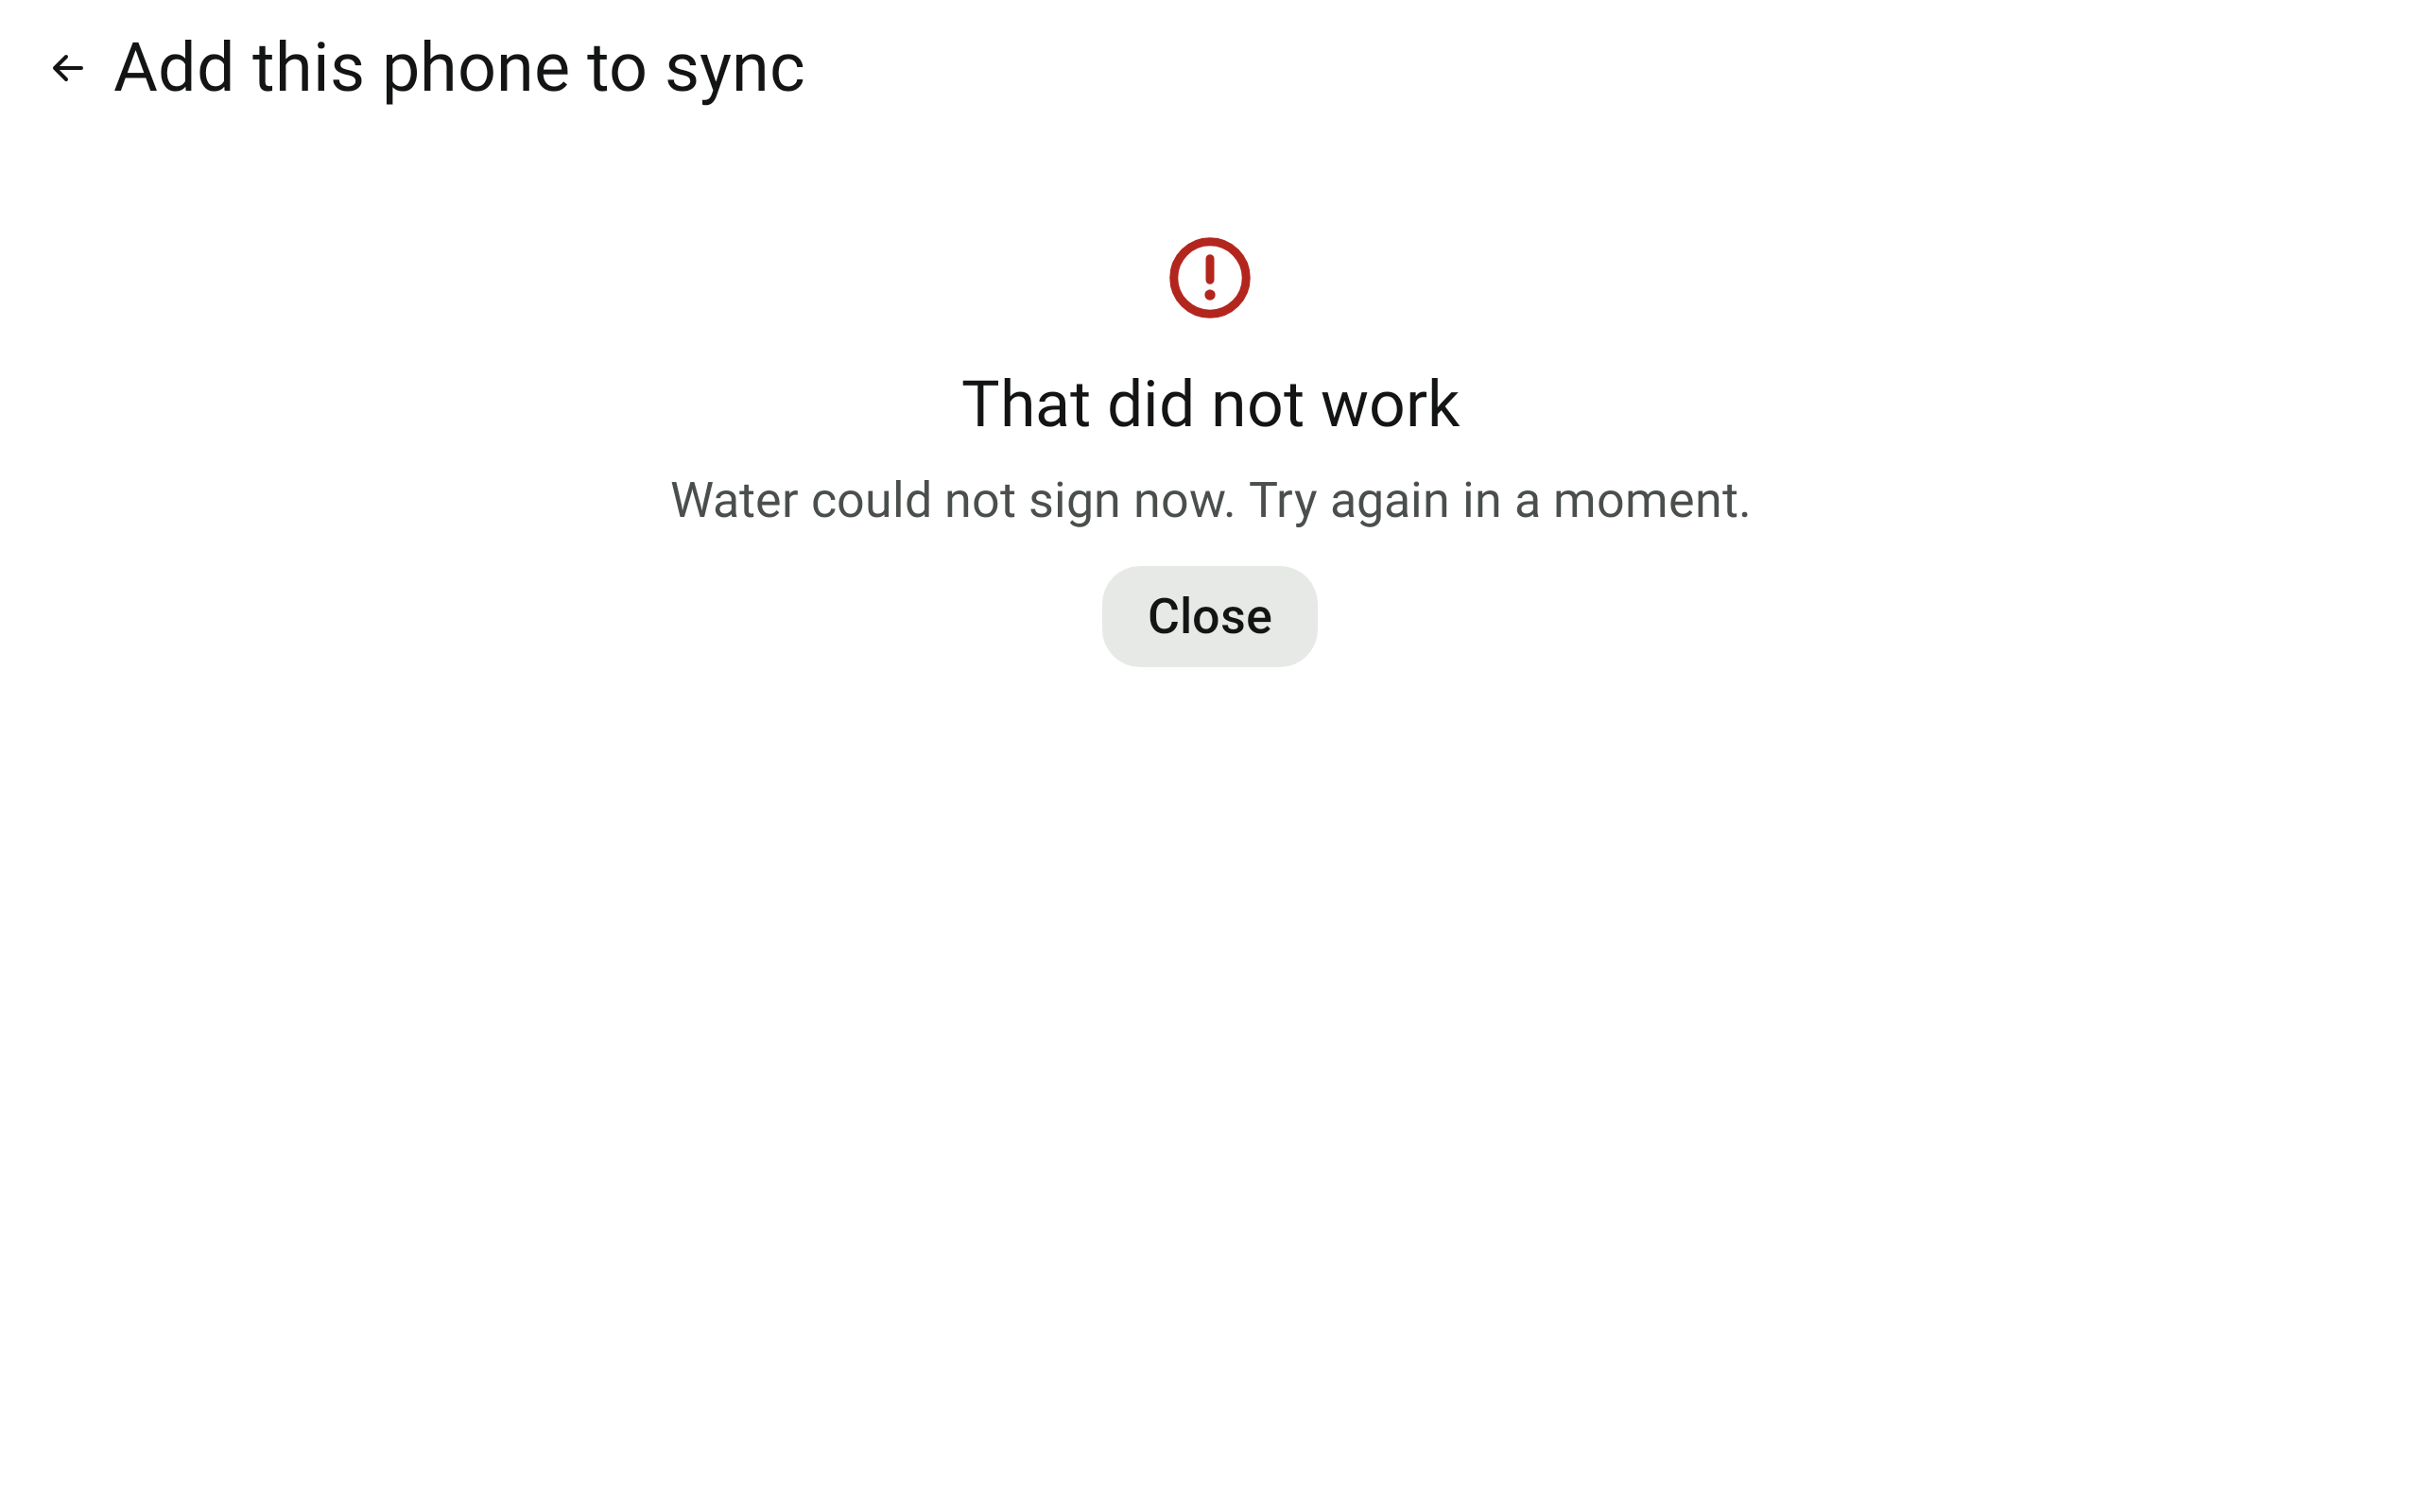 Add this phone to sync
That did not work
Water could not sign now. Try again in a moment.
Close